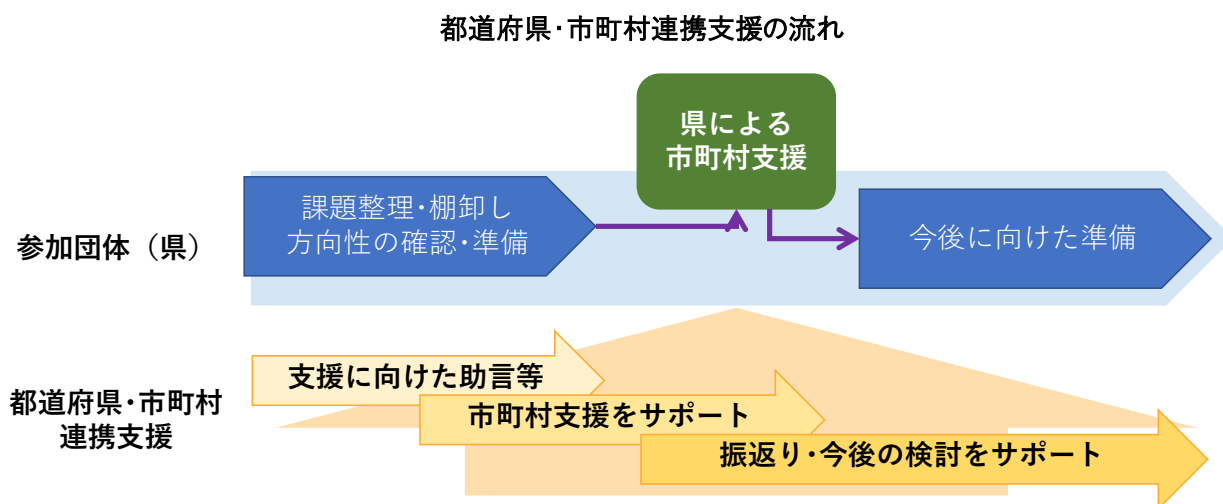 都道府県･市町村連携支援の流れ
県による
市町村支援
課題整理･棚卸し
方向性の確認･準備
参加団体（県）
今後に向けた準備
支援に向けた助言等
都道府県･市町村
連携支援
市町村支援をサポート
振返り･今後の検討をサポート